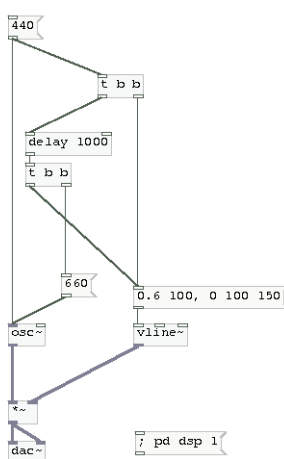 440
t b b
delay 1000
t b b
660
0.6 100, 0 100 150
osc~
vline~
*~
; pd dsp 1
dac~